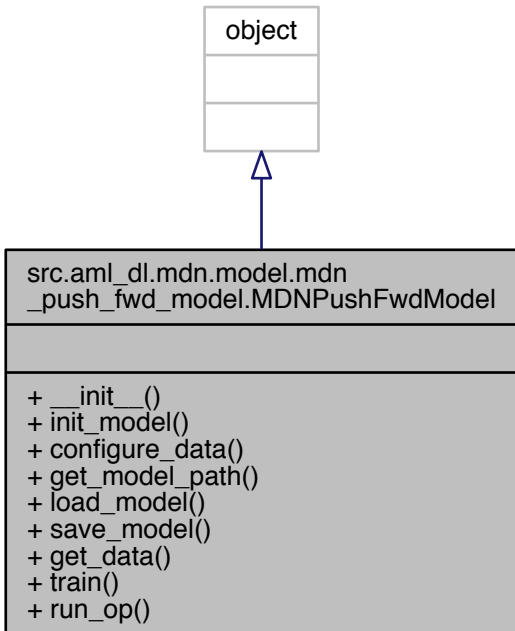 object
src.aml_dl.mdn.model.mdn
_push_fwd_model.MDNPushFwdModel
+ __init__()
+ init_model()
+ configure_data()
+ get_model_path()
+ load_model()
+ save_model()
+ get_data()
+ train()
+ run_op()